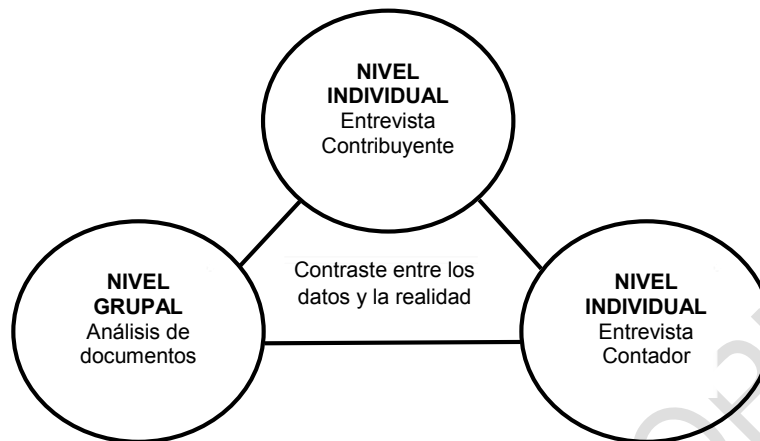 NIVEL
INDIVIDUAL
Entrevista
Contribuyente
NIVEL
GRUPAL
Análisis de
documentos
Contraste entre los
datos y la realidad
NIVEL
INDIVIDUAL
Entrevista
Contador